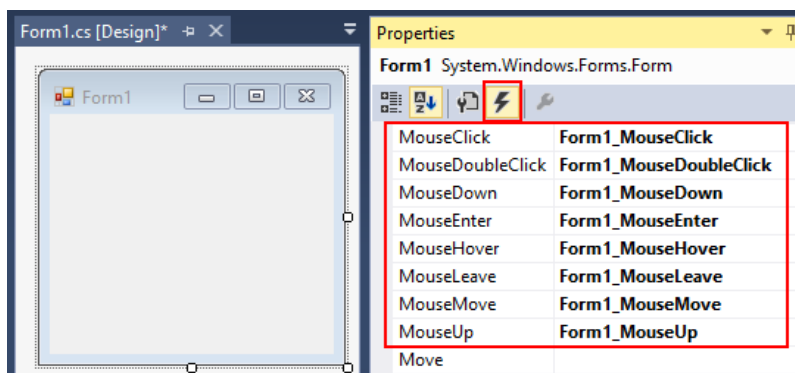 Form1.cs [Design]*
Form1
Properties
Form1 System.Windows.Forms.Form
MouseClick Form1_MouseClick
MouseDoubleClick Form1_MouseDoubleClick
MouseDown Form1_MouseDown
MouseEnter Form1_MouseEnter
MouseHover Form1_MouseHover
MouseLeave Form1_MouseLeave
MouseMove Form1_MouseMove
MouseUp Form1_MouseUp
Move